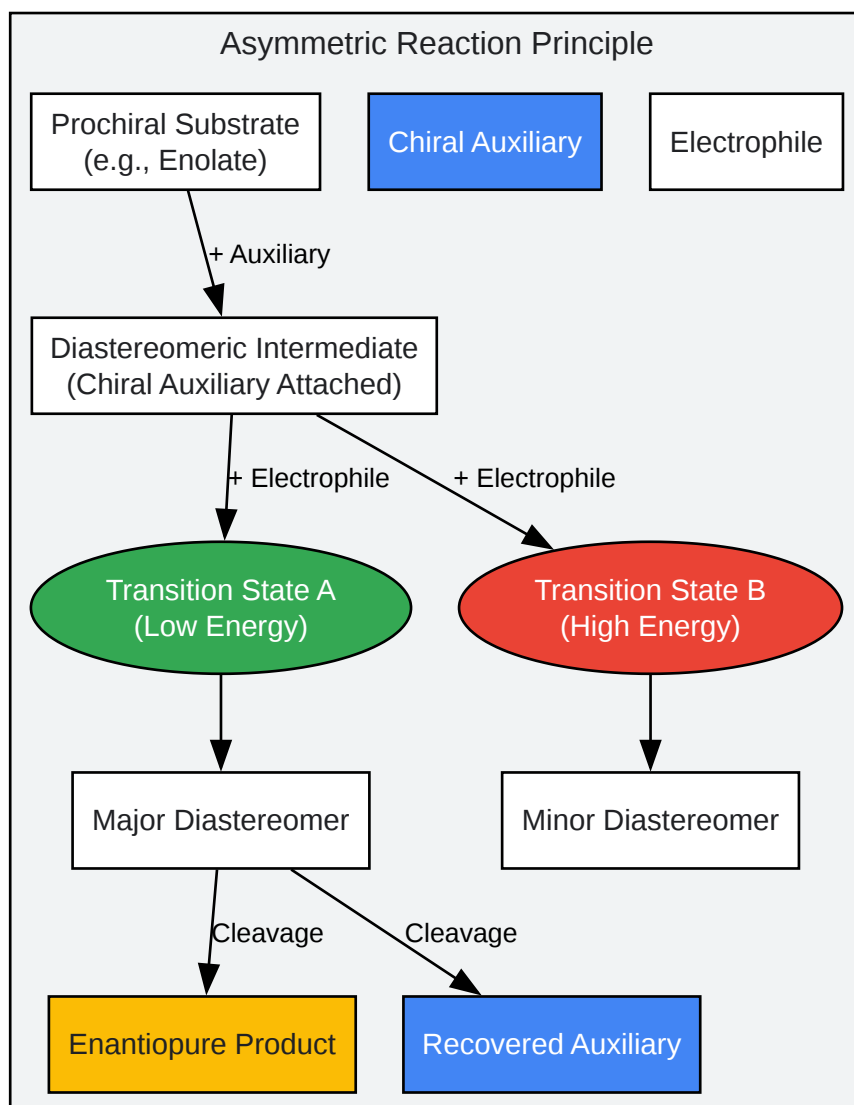 Asymmetric Reaction Principle
Prochiral Substrate
(e.g., Enolate)
Chiral Auxiliary
Electrophile
+ Auxiliary
Diastereomeric Intermediate
(Chiral Auxiliary Attached)
+ Electrophile
+ Electrophile
Transition State A
(Low Energy)
Transition State B
(High Energy)
Major Diastereomer
Minor Diastereomer
Cleavage
Cleavage
Enantiopure Product
Recovered Auxiliary